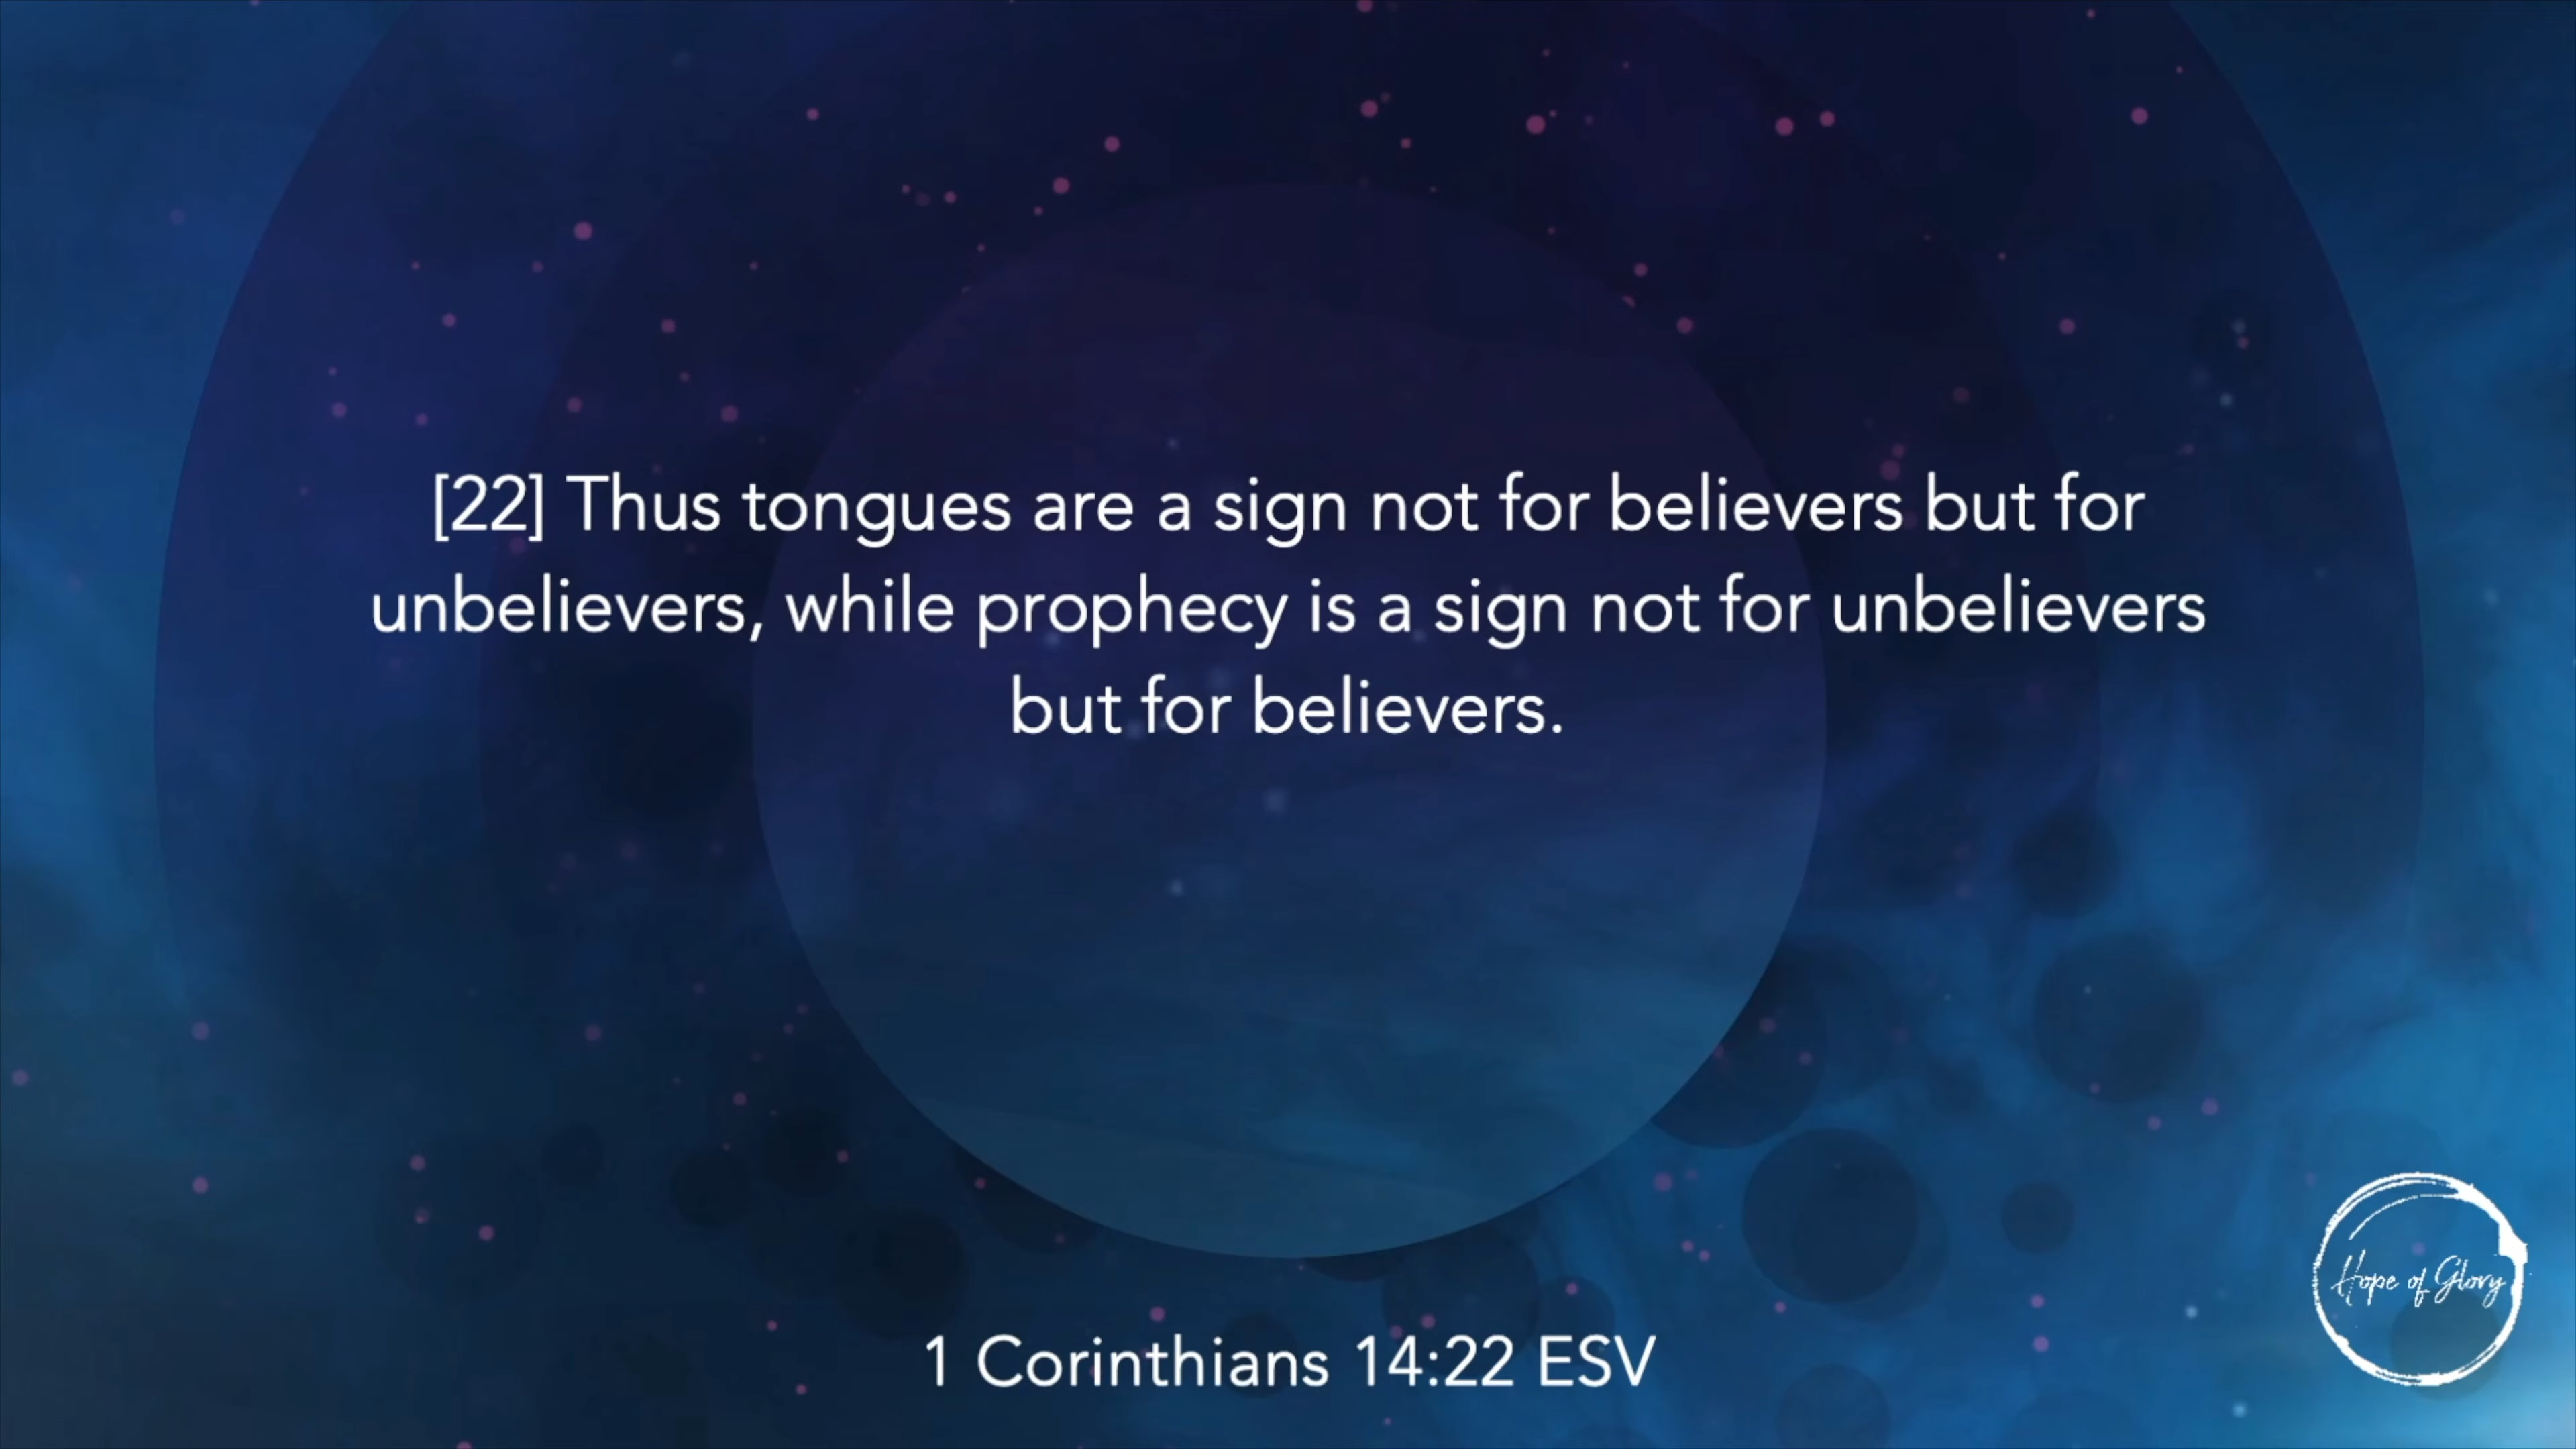 [22] Thus tongues are a sign not for believers but for
unbelievers, while prophecy is a sign not for unbelievers
but for believers.
1 Corinthians 14:22 ESV
Hope of Glory